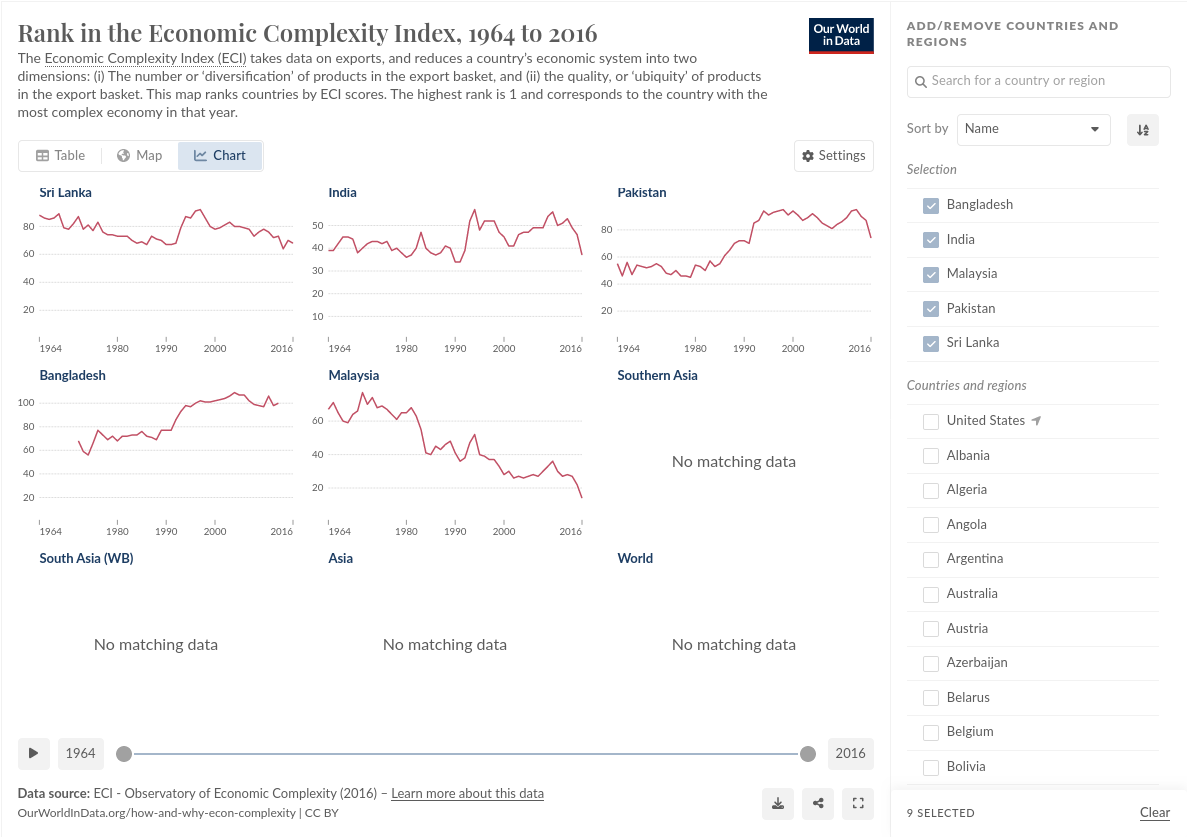 Rank in the Economic Complexity Index, 1964 to 2016
The Economic Complexity Index (ECI) takes data on exports, and reduces a country's economic system into two
dimensions: (i) The number or ‘diversification’ of products in the export basket, and (ii) the quality, or ‘ubiquity’ of products
in the export basket. This map ranks countries by ECI scores. The highest rank is 1 and corresponds to the country with the
most complex economy in that year.
Our World
in Data
Table
Map
Chart
Settings
Sri Lanka
80
60
40
20
1964 1980 1990 2000 2016
India
50
40
30
20
10
1964 1980 1990 2000 2016
Pakistan
80
60
40
20
1964 1980 1990 2000 2016
Bangladesh
100
80
60
40
20
1964 1980 1990 2000 2016
Malaysia
60
40
20
1964 1980 1990 2000 2016
Southern Asia
No matching data
South Asia (WB)
No matching data
Asia
No matching data
World
No matching data
1964
2016
Data source: ECI - Observatory of Economic Complexity (2016) – Learn more about this data
OurWorldInData.org/how-and-why-econ-complexity | CC BY
ADD/REMOVE COUNTRIES AND
REGIONS
Search for a country or region
Sort by
Name
Selection
Bangladesh
India
Malaysia
Pakistan
Sri Lanka
Countries and regions
United States
Albania
Algeria
Angola
Argentina
Australia
Austria
Azerbaijan
Belarus
Belgium
Bolivia
9 SELECTED
Clear